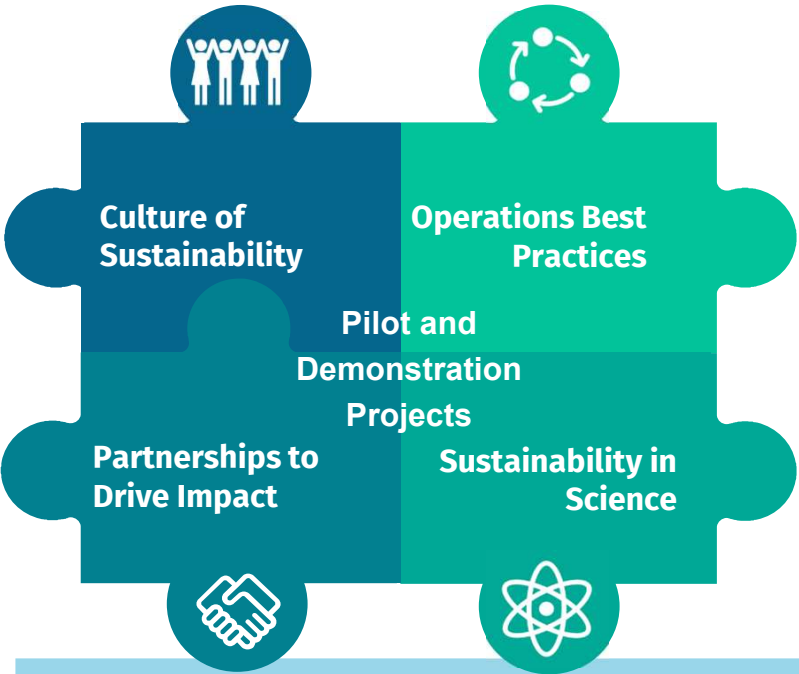 Culture of
Sustainability
Operations Best
Practices
Pilot and
Demonstration
Projects
Partnerships to
Drive Impact
Sustainability in
Science